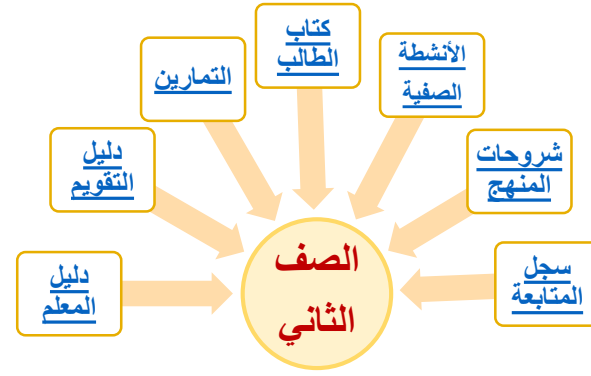 كتاب
الطالب
الأنشطة
الصفية
التمارين
شروحات
المنهج
دليل
التقويم
سجل
المتابعة
دليل
المعلم
الصف
الثاني